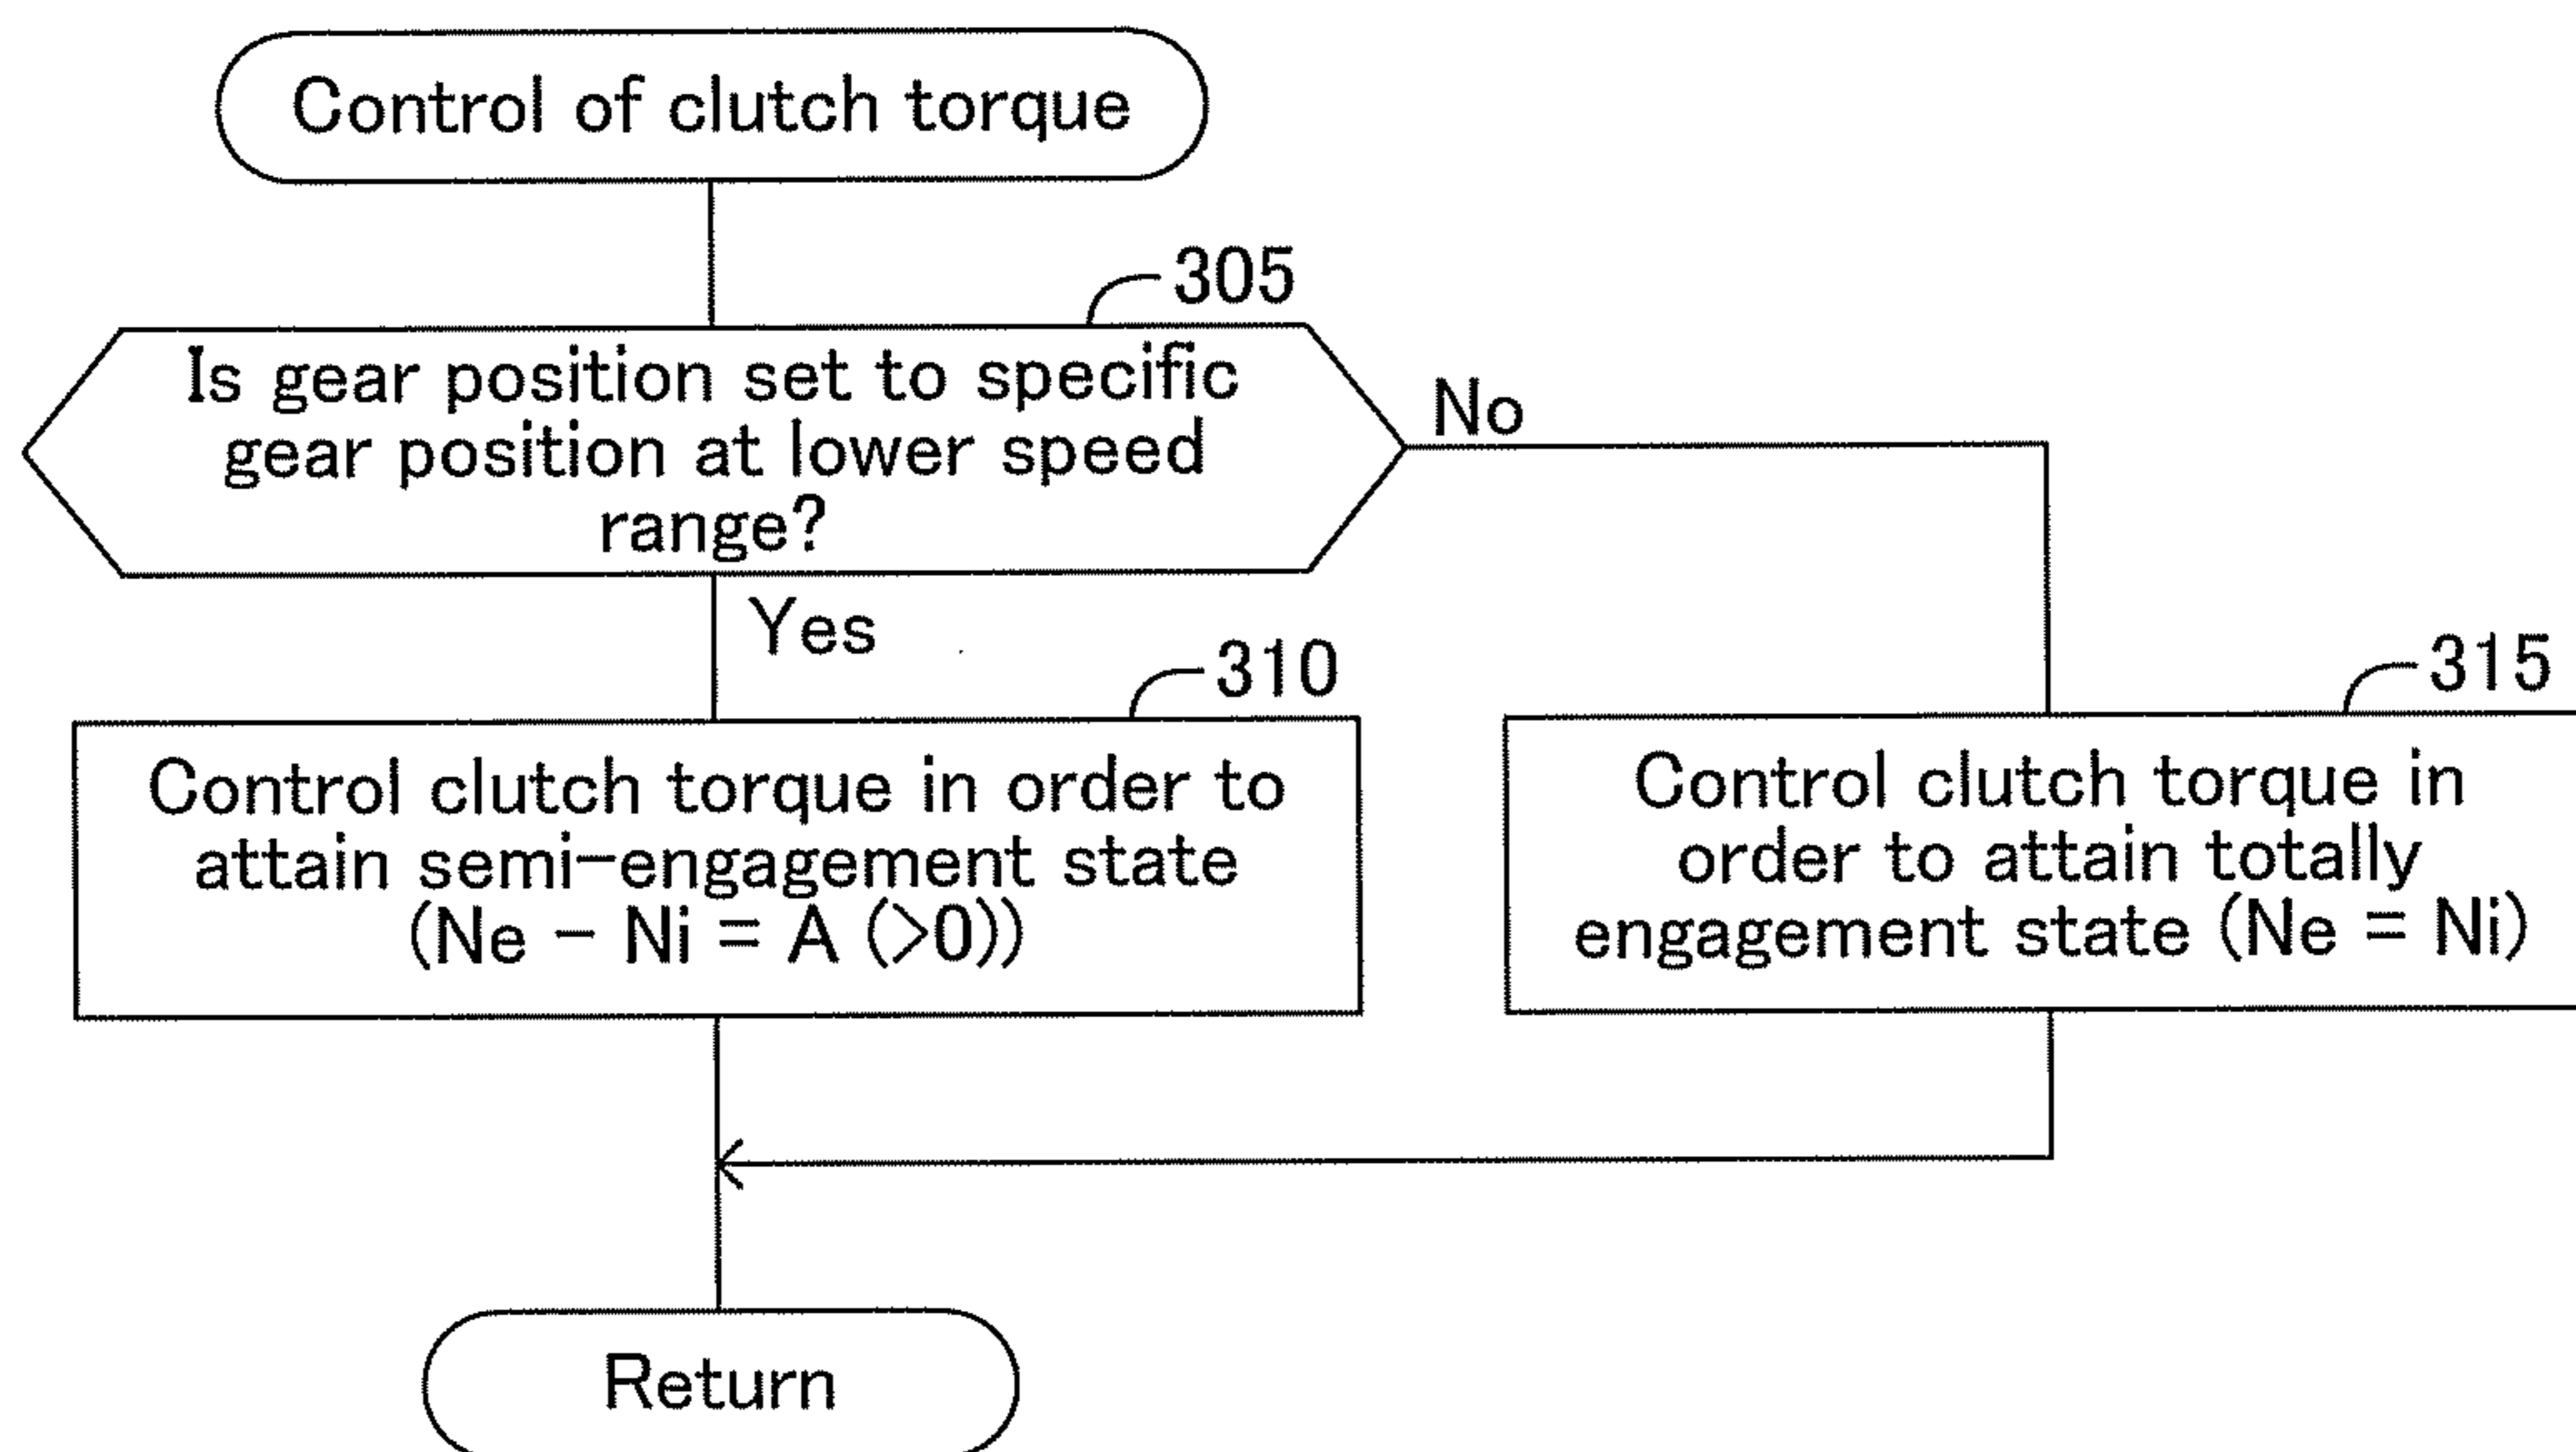 Control of clutch torque
305
Is gear position set to specific
gear position at lower speed
range?
No
Yes
310
Control clutch torque in order to
attain semi-engagement state
(Ne - Ni = A (>0))
315
Control clutch torque in
order to attain totally
engagement state (Ne = Ni)
Return